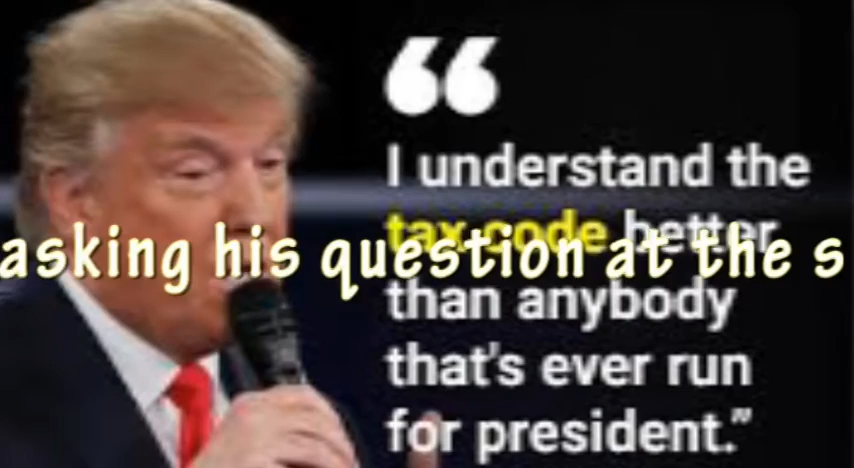 “
I understand the
tax code better
asking his question at the s
than anybody
that's ever run
for president.”